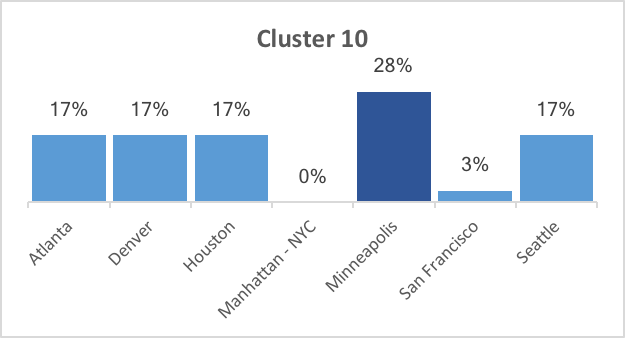 Cluster 10
17%
17%
17%
0%
28%
3%
17%
Atlanta
Denver
Houston
Manhattan - NYC
Minneapolis
San Francisco
Seattle